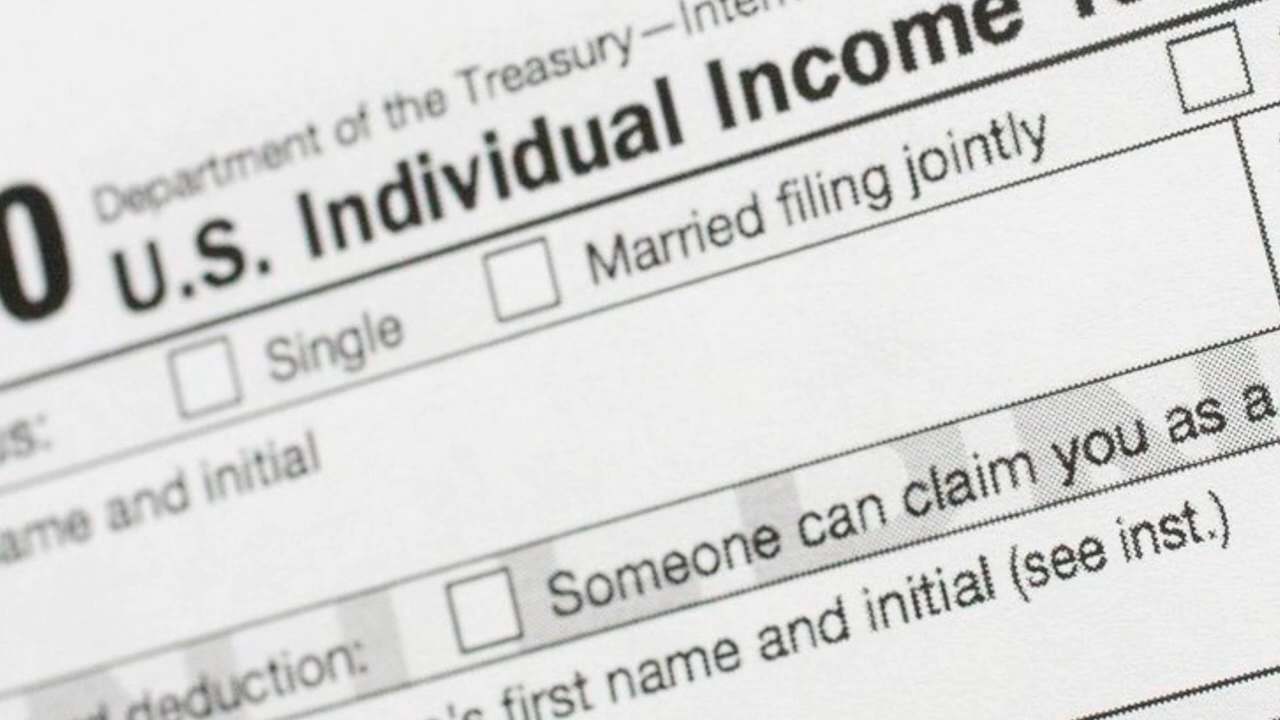 Department of the Treasury—Inter
0 U.S. Individual Income
us: Single Married filing jointly
ame and initial
deduction: Someone can claim you as a
's first name and initial (see inst.)